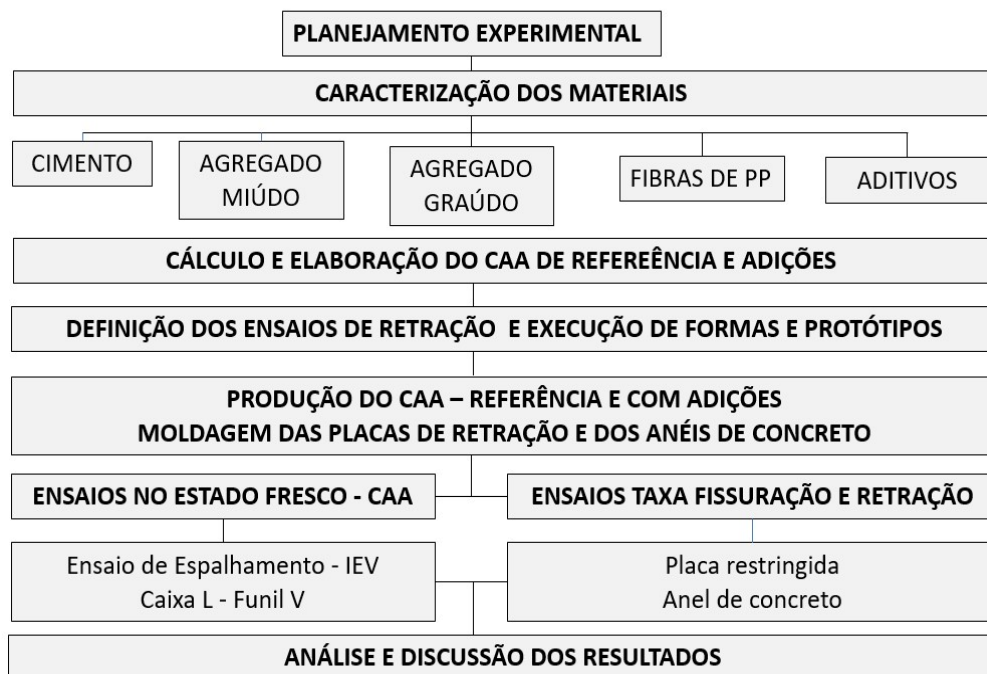 PLANEJAMENTO EXPERIMENTAL
CARACTERIZAÇÃO DOS MATERIAIS
CIMENTO
AGREGADO
MIÚDO
AGREGADO
GRAÚDO
FIBRAS DE PP
ADITIVOS
CÁLCULO E ELABORAÇÃO DO CAA DE REFEREÊNCIA E ADIÇÕES
DEFINIÇÃO DOS ENSAIOS DE RETRAÇÃO E EXECUÇÃO DE FORMAS E PROTÓTIPOS
PRODUÇÃO DO CAA – REFERÊNCIA E COM ADIÇÕES
MOLDAGEM DAS PLACAS DE RETRAÇÃO E DOS ANÉIS DE CONCRETO
ENSAIOS NO ESTADO FRESCO - CAA
ENSAIOS TAXA FISSURAÇÃO E RETRAÇÃO
Ensaio de Espalhamento - IEV
Caixa L - Funil V
Placa restringida
Anel de concreto
ANÁLISE E DISCUSSÃO DOS RESULTADOS